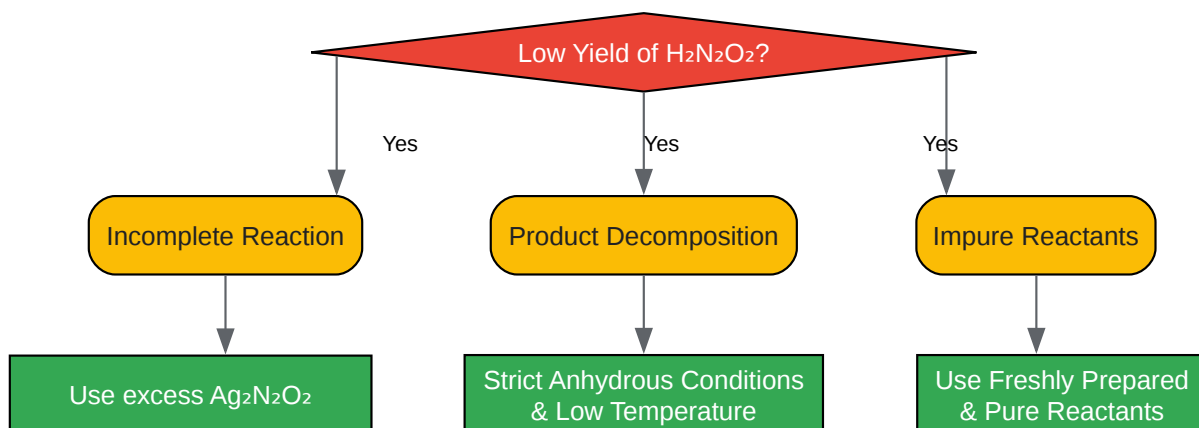 Low Yield of H₂N₂O₂?
Yes
Yes
Yes
Incomplete Reaction
Product Decomposition
Impure Reactants
Use excess Ag₂N₂O₂
Strict Anhydrous Conditions
& Low Temperature
Use Freshly Prepared
& Pure Reactants